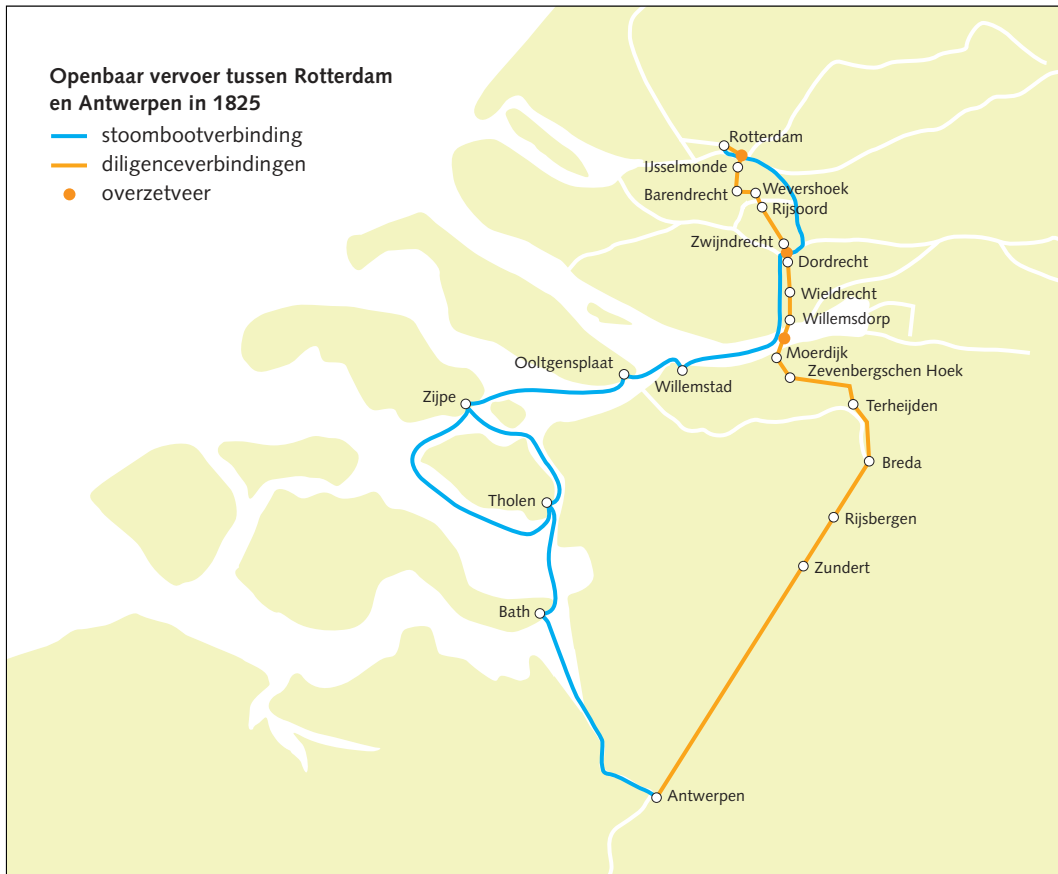 Openbaar vervoer tussen Rotterdam
en Antwerpen in 1825
stoombootverbinding
diligenceverbindingen
overzetveer
Rotterdam
IJsselmonde
Barendrecht
Wevershoek
Rijsoord
Zwijndrecht
Dordrecht
Wieldrecht
Willemsdorp
Moerdijk
Ooltgensplaat
Willemstad
Zevenbergschen Hoek
Zijpe
Terheijden
Breda
Tholen
Rijsbergen
Zundert
Bath
Antwerpen